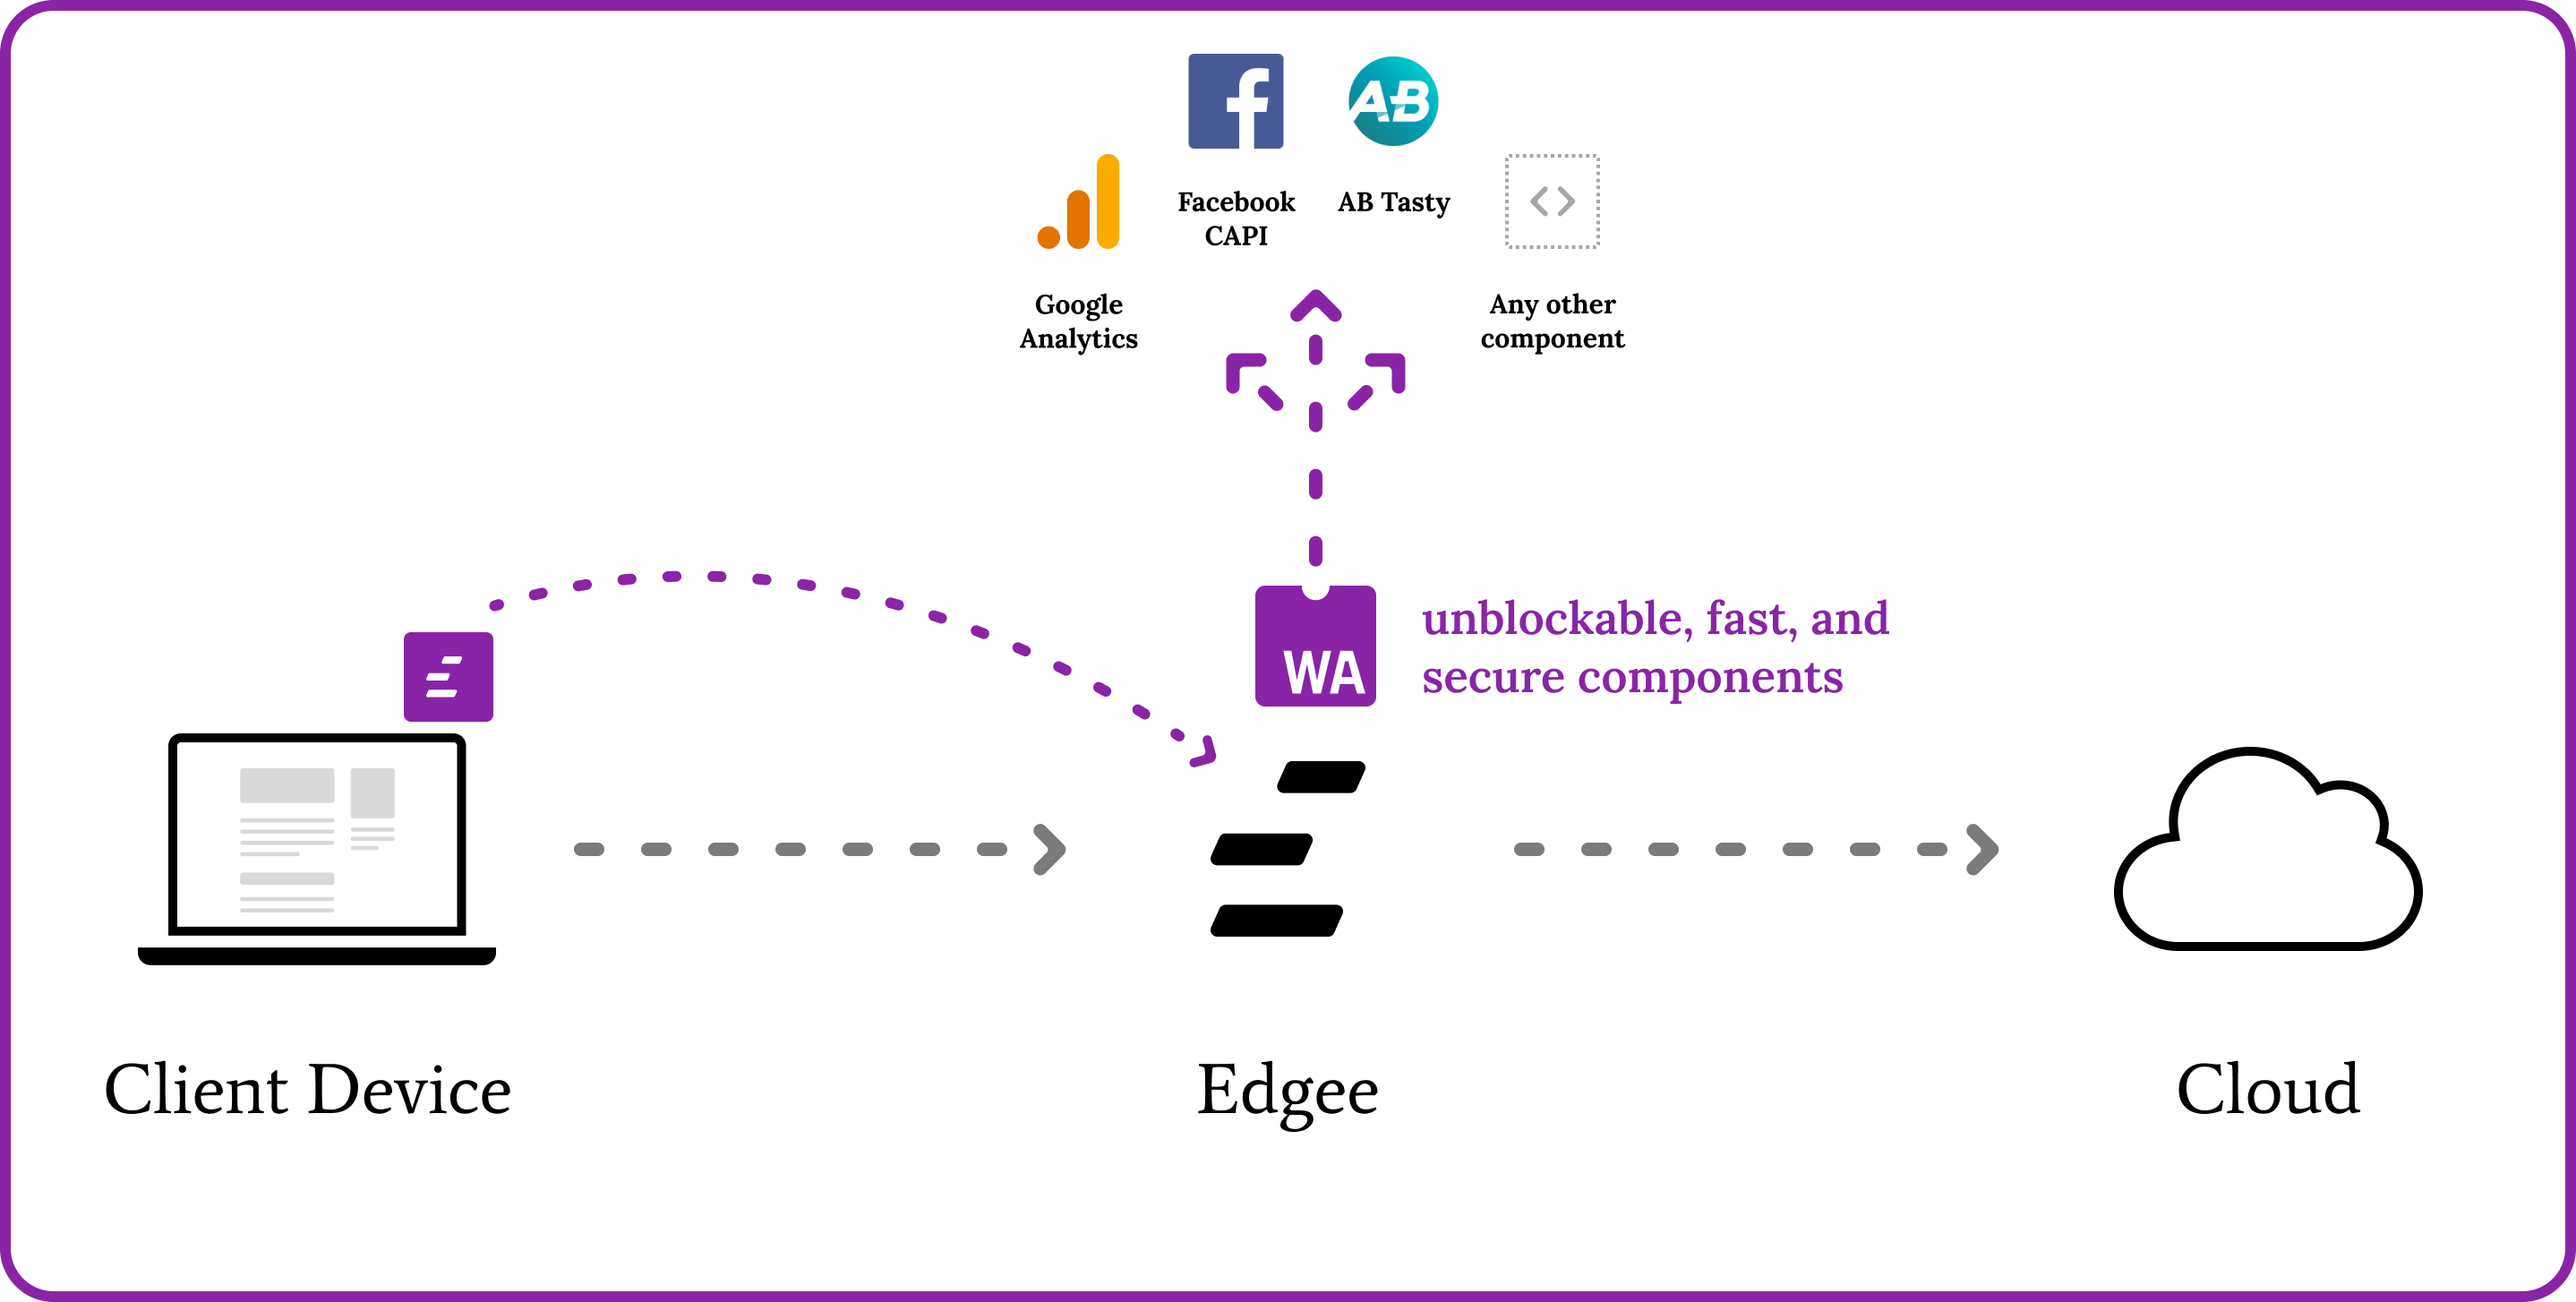 AB
Facebook
CAPI
AB Tasty
Google
Analytics
Any other
component
WA
unblockable, fast, and
secure components
Client Device
Edgee
Cloud